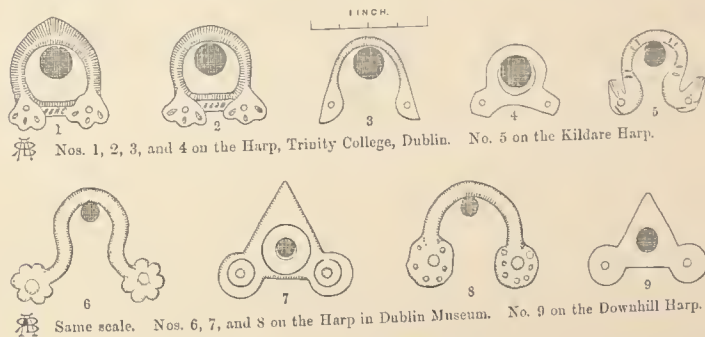 1 INCH.
1 2 3 4 5
Nos. 1, 2, 3, and 4 on the Harp, Trinity College, Dublin. No. 5 on the Kildare Harp.
6 7 8 9
Same scale. Nos. 6, 7, and 8 on the Harp in Dublin Museum. No. 9 on the Downhill Harp.